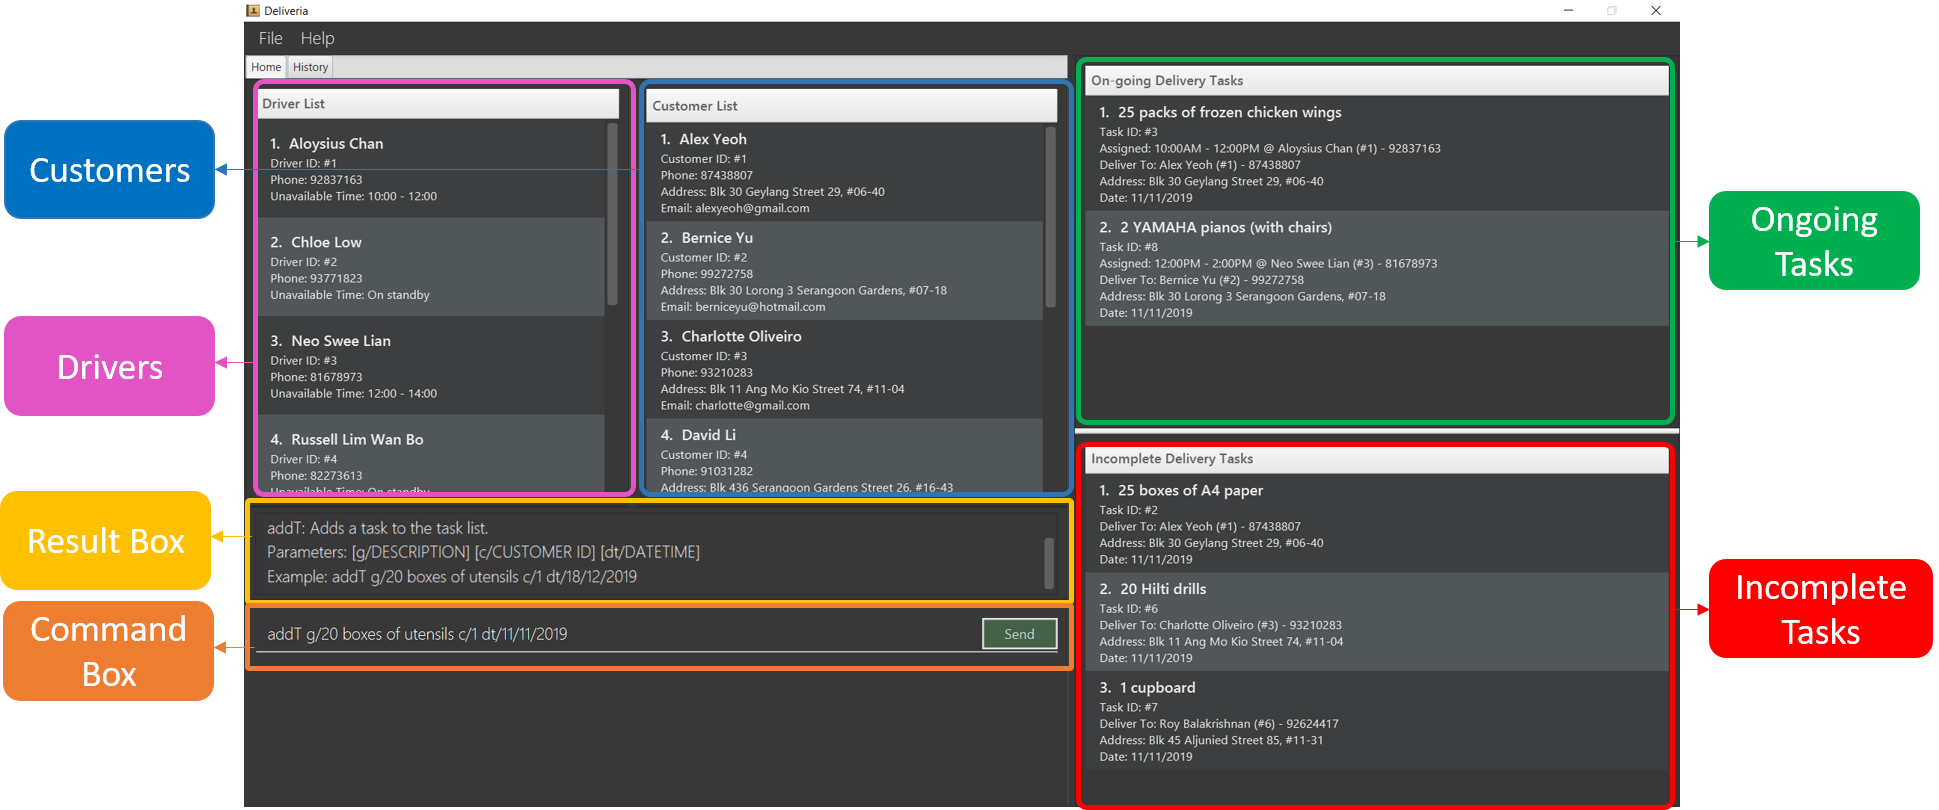 Deliveria
File Help
Home History
Driver List
1. Aloysius Chan
Driver ID: #1
Phone: 92837163
Unavailable Time: 10:00 - 12:00
2. Chloe Low
Driver ID: #2
Phone: 93771823
Unavailable Time: On standby
3. Neo Swee Lian
Driver ID: #3
Phone: 81678973
Unavailable Time: 12:00 - 14:00
4. Russell Lim Wan Bo
Driver ID: #4
Phone: 82273613
Unavailable Time: On standby
Customer List
1. Alex Yeoh
Customer ID: #1
Phone: 87438807
Address: Blk 30 Geylang Street 29, #06-40
Email: alexyeoh@gmail.com
2. Bernice Yu
Customer ID: #2
Phone: 99272758
Address: Blk 30 Lorong 3 Serangoon Gardens, #07-18
Email: berniceyu@hotmail.com
3. Charlotte Oliveiro
Customer ID: #3
Phone: 93210283
Address: Blk 11 Ang Mo Kio Street 74, #11-04
Email: charlotte@gmail.com
4. David Li
Customer ID: #4
Phone: 91031282
Address: Blk 436 Serangoon Gardens Street 26, #16-43
addT: Adds a task to the task list.
Parameters: [g/DESCRIPTION] [c/CUSTOMER ID] [dt/DATETIME]
Example: addT g/20 boxes of utensils c/1 dt/18/12/2019
addT g/20 boxes of utensils c/1 dt/11/11/2019
Send
On-going Delivery Tasks
1. 25 packs of frozen chicken wings
Task ID: #3
Assigned: 10:00AM - 12:00PM @ Aloysius Chan (#1) - 92837163
Deliver To: Alex Yeoh (#1) - 87438807
Address: Blk 30 Geylang Street 29, #06-40
Date: 11/11/2019
2. 2 YAMAHA pianos (with chairs)
Task ID: #8
Assigned: 12:00PM - 2:00PM @ Neo Swee Lian (#3) - 81678973
Deliver To: Bernice Yu (#2) - 99272758
Address: Blk 30 Lorong 3 Serangoon Gardens, #07-18
Date: 11/11/2019
Incomplete Delivery Tasks
1. 25 boxes of A4 paper
Task ID: #2
Deliver To: Alex Yeoh (#1) - 87438807
Address: Blk 30 Geylang Street 29, #06-40
Date: 11/11/2019
2. 20 Hilti drills
Task ID: #6
Deliver To: Charlotte Oliveiro (#3) - 93210283
Address: Blk 11 Ang Mo Kio Street 74, #11-04
Date: 11/11/2019
3. 1 cupboard
Task ID: #7
Deliver To: Roy Balakrishnan (#6) - 92624417
Address: Blk 45 Aljunied Street 85, #11-31
Date: 11/11/2019
Customers
Drivers
Result Box
Command
Box
Ongoing
Tasks
Incomplete
Tasks